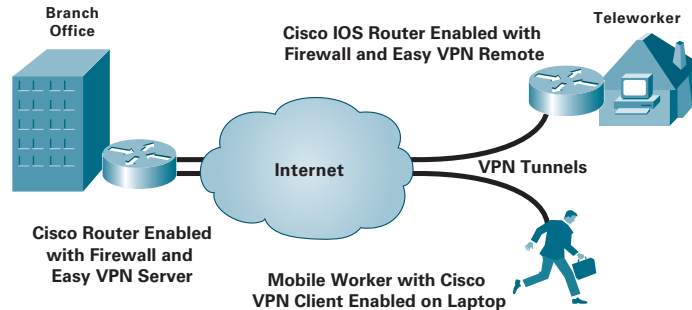 Branch
Office
Cisco IOS Router Enabled with
Firewall and Easy VPN Remote
Teleworker
Internet
VPN Tunnels
Cisco Router Enabled
with Firewall and
Easy VPN Server
Mobile Worker with Cisco
VPN Client Enabled on Laptop